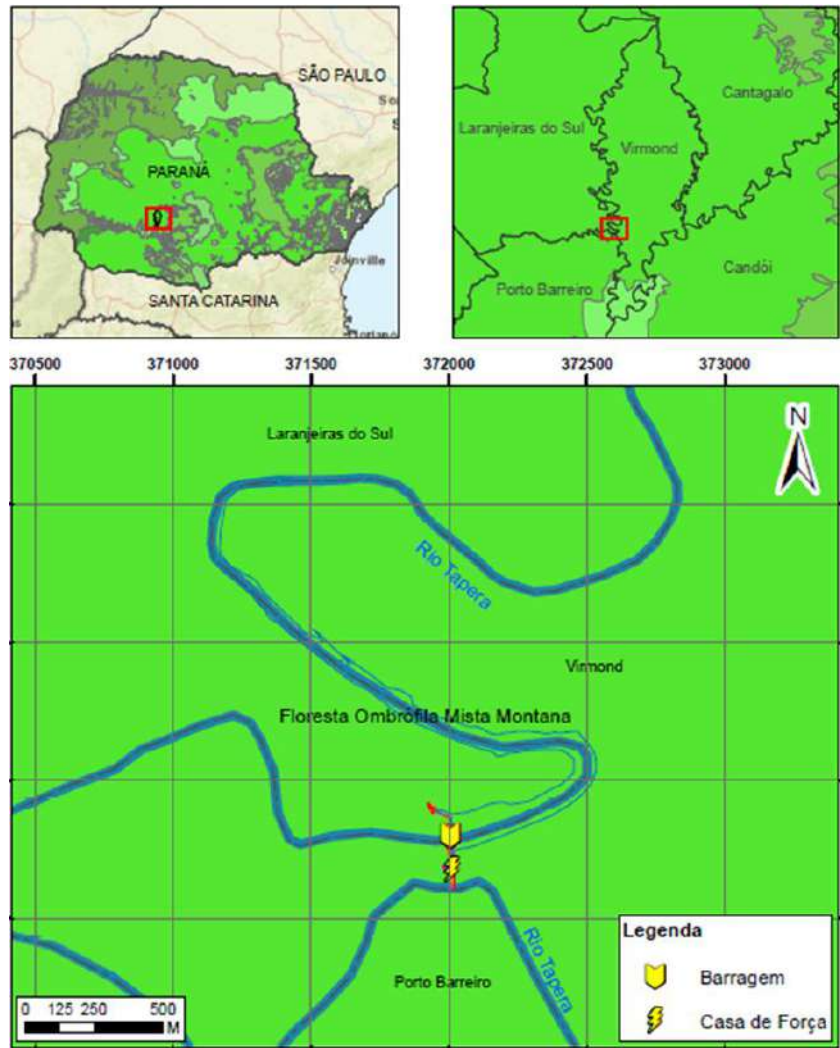 SÃO PAULO
PARANÁ
Joinville
SANTA CATARINA
Cantagalo
Laranjeiras do Sul
Virmond
Porto Barreiro
Candói
370500 371000 371500 372000 372500 373000
Laranjeiras do Sul
N
Rio Tapera
Virmond
Floresta Ombrófila Mista Montana
Rio Tapera
Porto Barreiro
Legenda
Barragem
Casa de Força
0 125 250 500
M